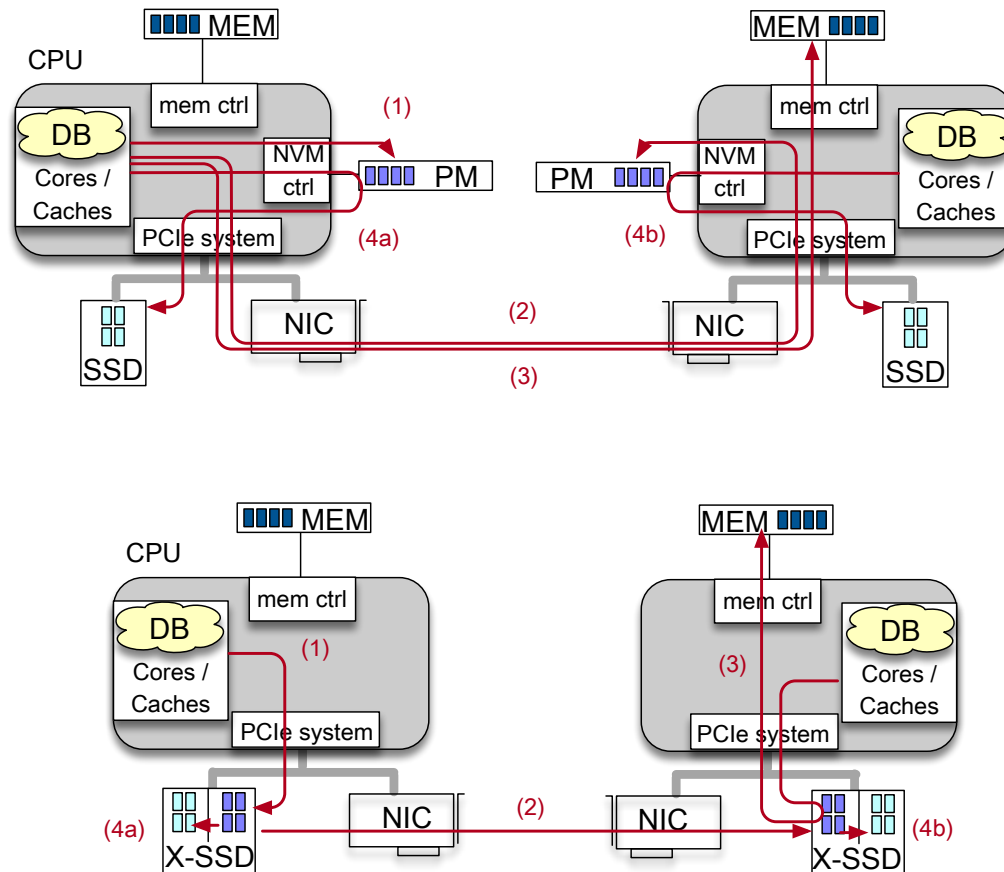 MEM
MEM
CPU
mem ctrl
mem ctrl
(1)
DB
NVM
ctrl
PM
PM
NVM
ctrl
DB
Cores /
Caches
Cores /
Caches
(4a)
(4b)
PCIe system
PCIe system
SSD
NIC
(2)
(3)
NIC
SSD
MEM
MEM
CPU
mem ctrl
mem ctrl
DB
(1)
DB
Cores /
Caches
(3)
Cores /
Caches
PCIe system
PCIe system
(4a)
X-SSD
NIC
(2)
NIC
X-SSD
(4b)